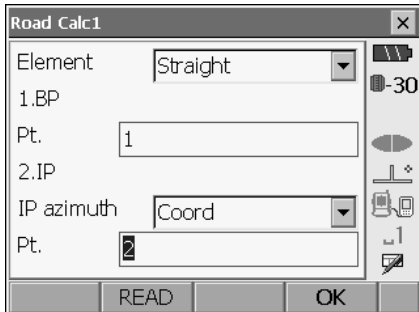 Road Calc1
Element Straight
-30
1.BP
Pt. 1
2.IP
IP azimuth Coord
Pt. 2
1
READ OK